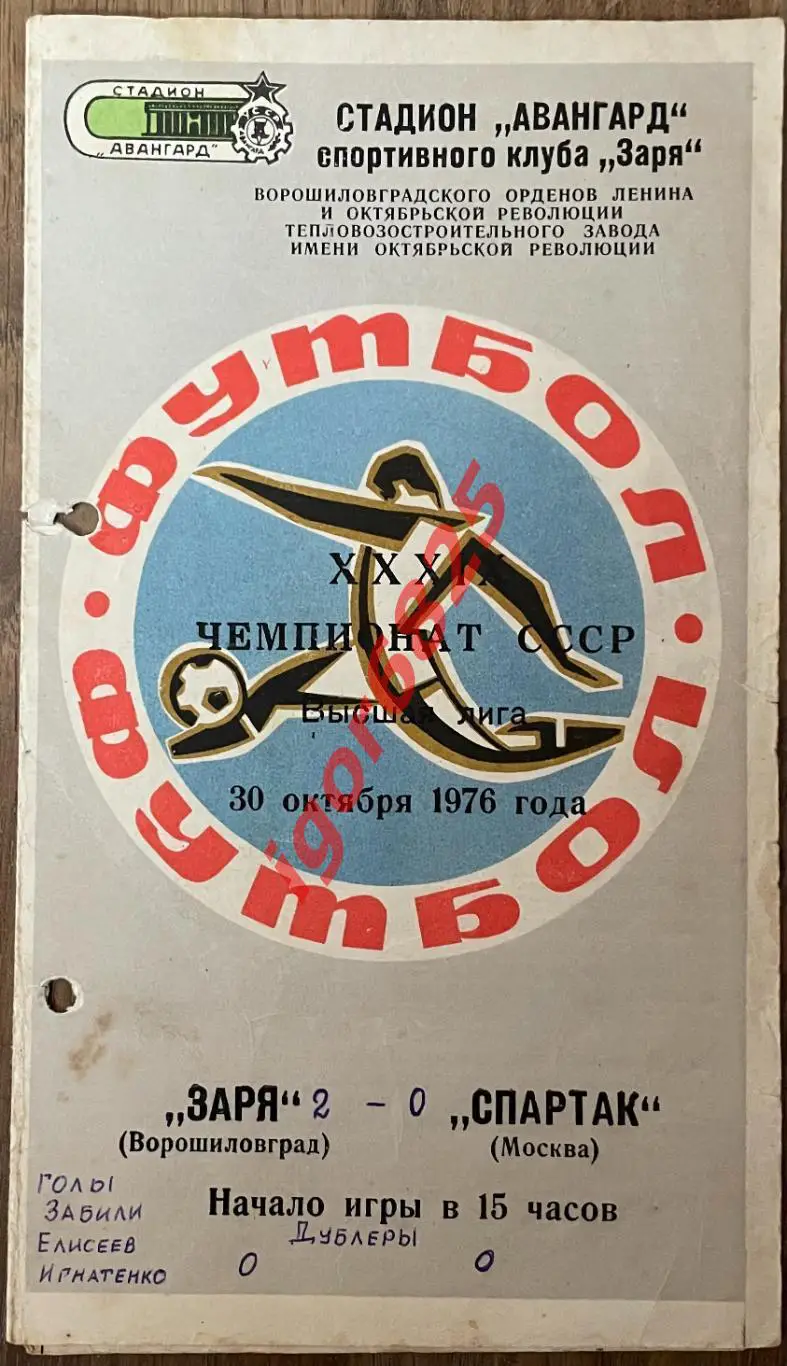 СТАДИОН
„АВАНГАРД"
СТАДИОН „АВАНГАРД"
спортивного клуба „Заря"
ВОРОШИЛОВГРАДСКОГО ОРДЕНОВ ЛЕНИНА
И ОКТЯБРЬСКОЙ РЕВОЛЮЦИИ
ТЕПЛОВОЗОСТРОИТЕЛЬНОГО ЗАВОДА
ИМЕНИ ОКТЯБРЬСКОЙ РЕВОЛЮЦИИ
ФУТБОЛ · ФУТБОЛ ·
XXXIX
ЧЕМПИОНАТ СССР
Высшая лига
30 октября 1976 года
igor6625
„ЗАРЯ" 2 - 0 „СПАРТАК"
(Ворошиловград) (Москва)
Начало игры в 15 часов
ГОЛЫ
ЗАБИЛИ
ЕЛИСЕЕВ
ИГНАТЕНКО
ДУБЛЕРЫ
0 0